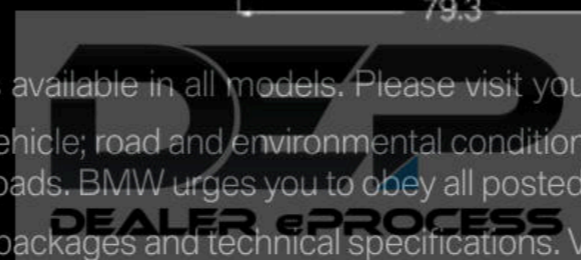 79.3
s available in all models. Please visit you
ehicle; road and environmental condition
DEP
oads. BMW urges you to obey all posted
DEALER ePROCESS
packages and technical specifications. V